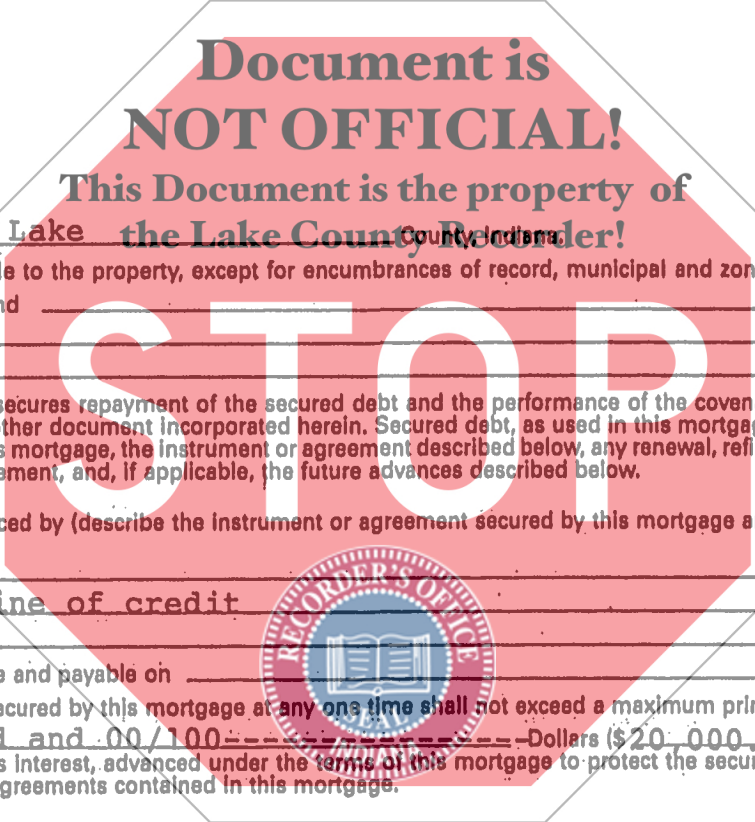 Document is
NOT OFFICIAL!
This Document is the property of
the Lake County Recorder!
Lake County, Indiana.
le to the property, except for encumbrances of record, municipal and zon
nd
STOP
secures repayment of the secured debt and the performance of the coven
ther document incorporated herein. Secured debt, as used in this mortga
s mortgage, the instrument or agreement described below, any renewal, refi
ement, and, if applicable, the future advances described below.
ced by (describe the instrument or agreement secured by this mortgage a
ine of credit
e and payable on
ecured by this mortgage at any one time shall not exceed a maximum prin
d and 00/100------------------Dollars ($20,000
s interest, advanced under the terms of this mortgage to protect the secur
greements contained in this mortgage.
RECORDER'S OFFICE
SEAL
INDIANA